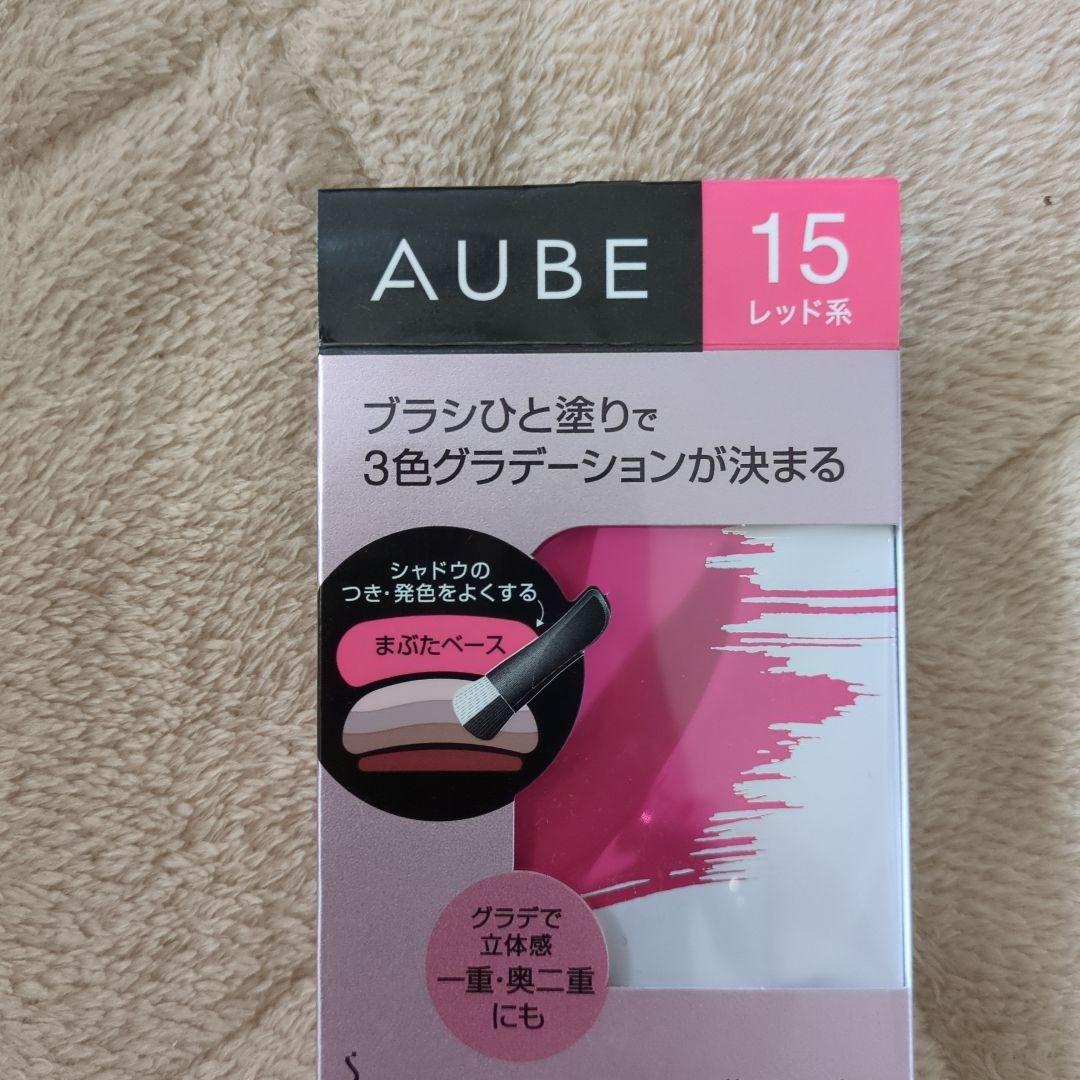 AUBE
15
レッド系
ブラシひと塗りで
3色グラデーションが決まる
シャドウの
つき・発色をよくする
まぶたベース
グラデで
立体感
一重・奥二重
にも